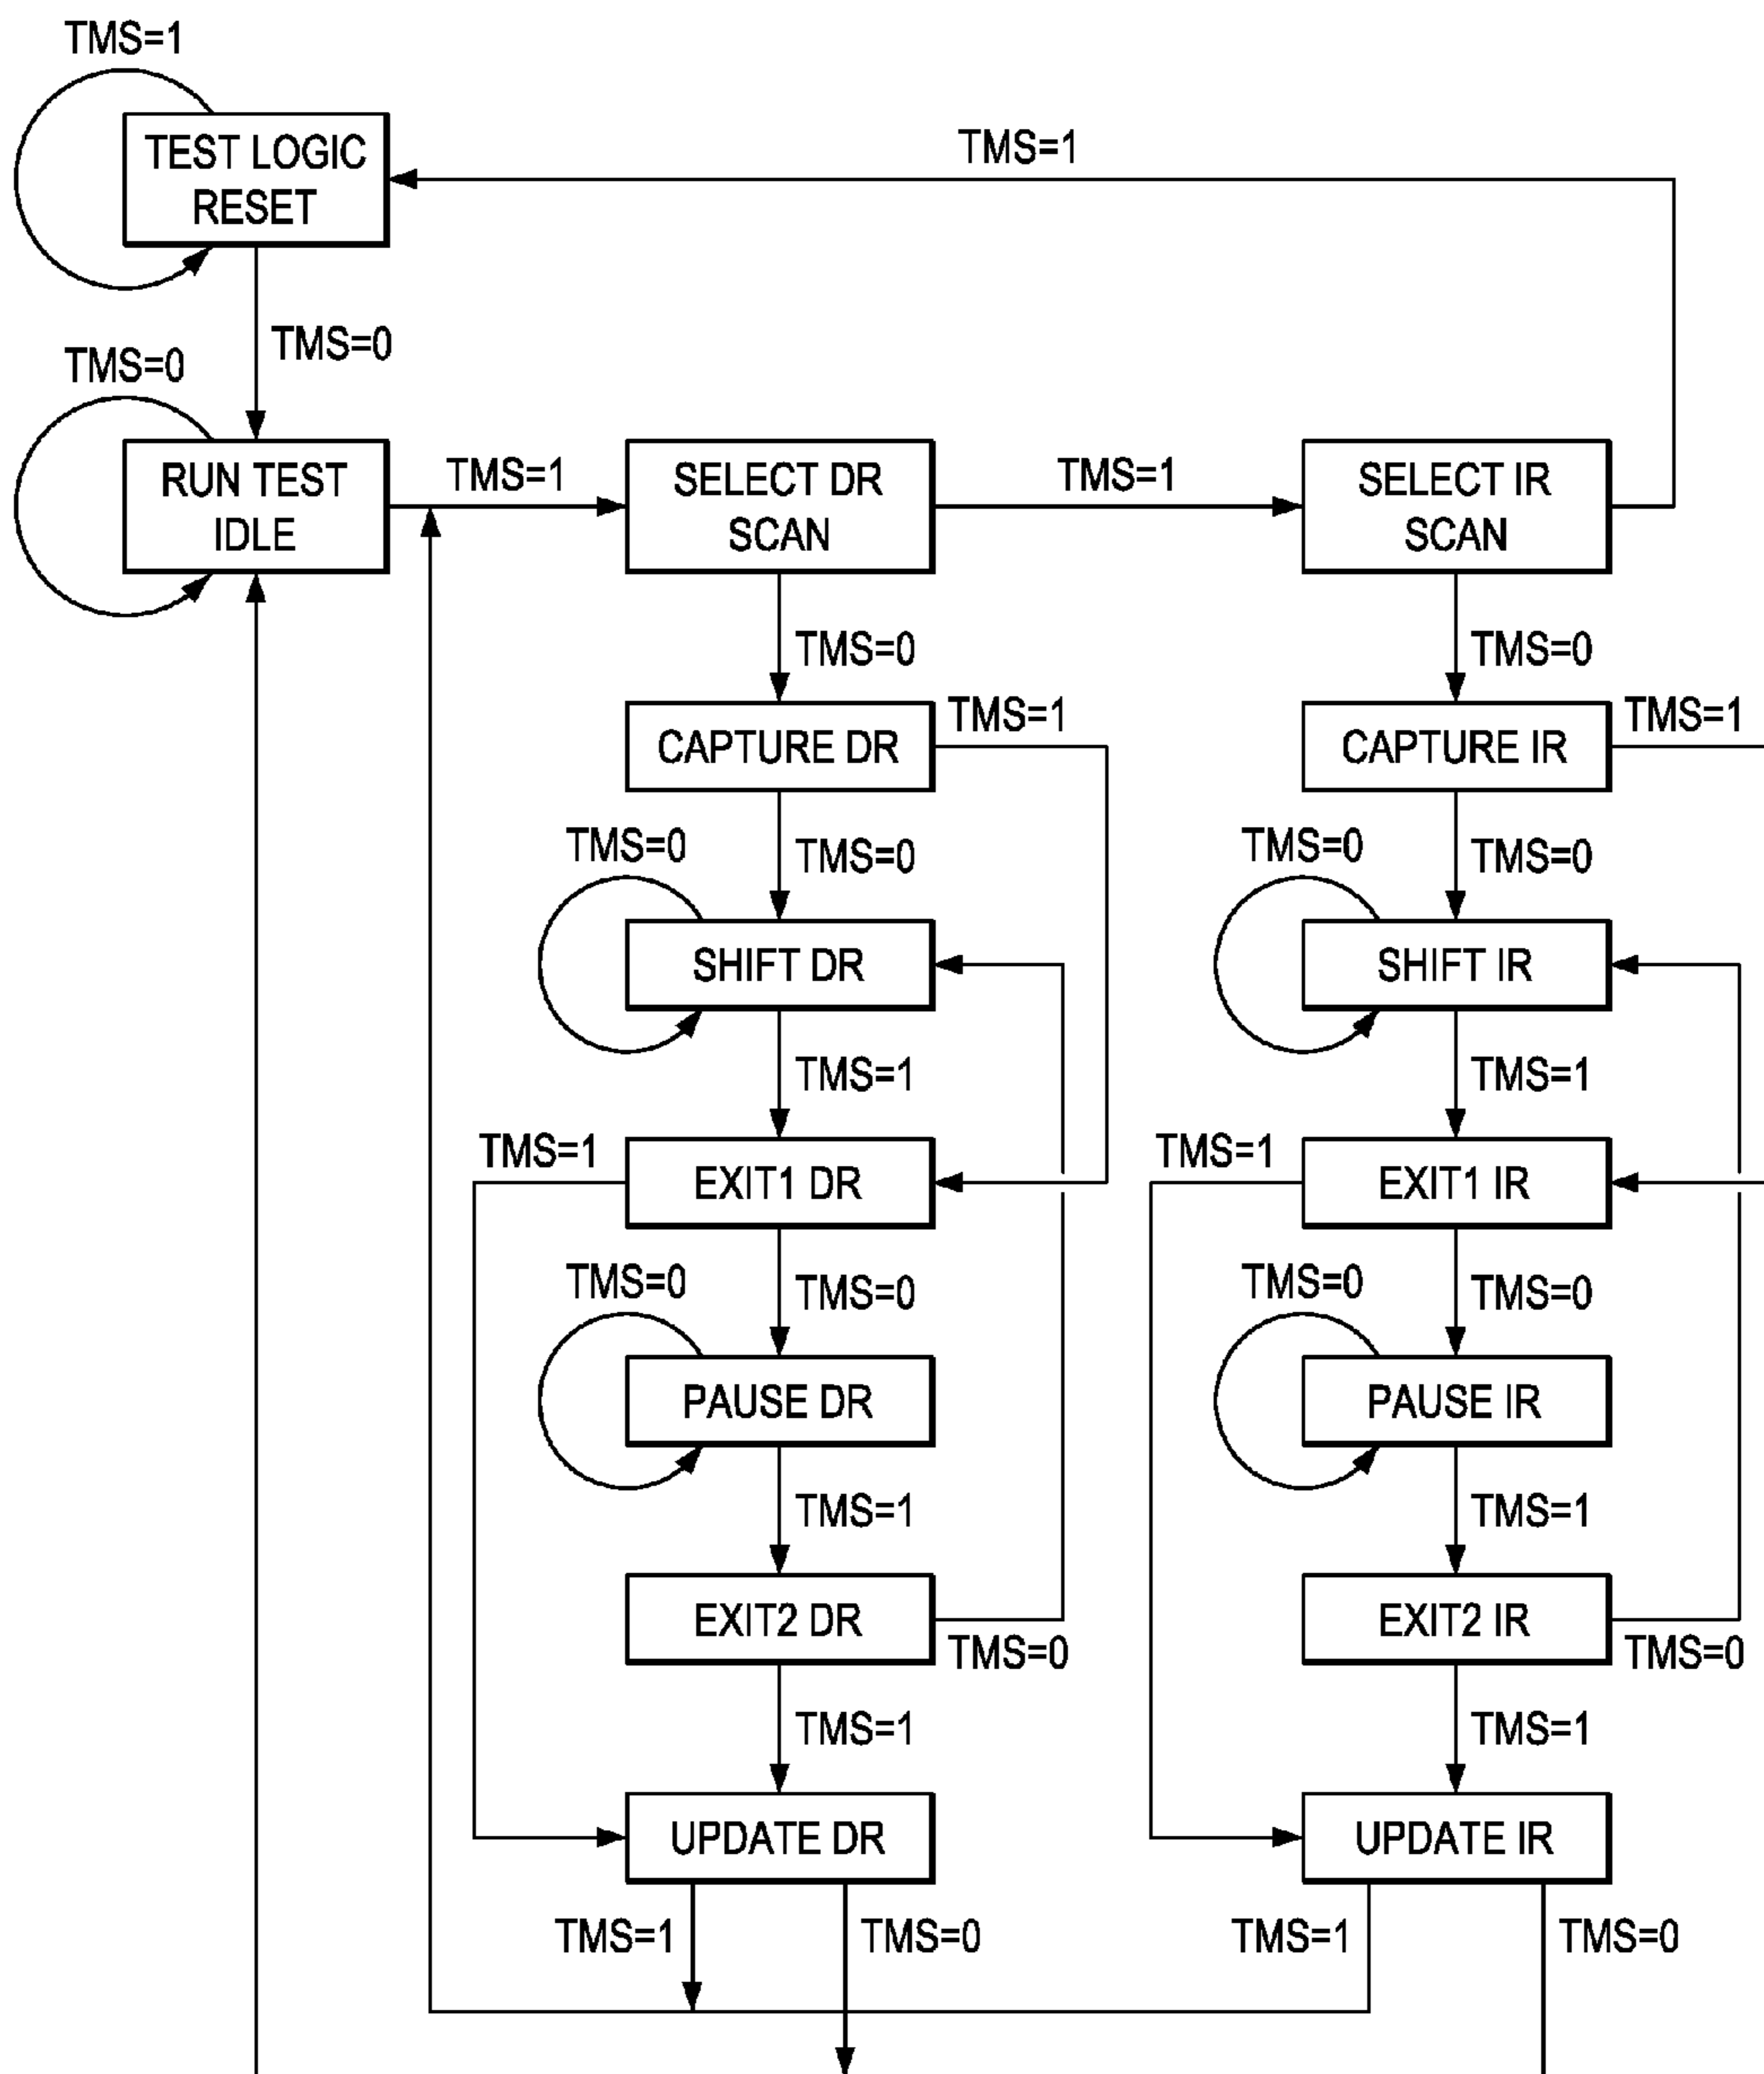 TMS=1
TEST LOGIC
RESET
TMS=1
TMS=0
TMS=0
RUN TEST
IDLE
TMS=1
SELECT DR
SCAN
TMS=1
SELECT IR
SCAN
TMS=0
TMS=0
CAPTURE DR
TMS=1
CAPTURE IR
TMS=1
TMS=0
TMS=0
TMS=0
TMS=0
SHIFT DR
SHIFT IR
TMS=1
TMS=1
TMS=1
EXIT1 DR
TMS=1
EXIT1 IR
TMS=0
TMS=0
TMS=0
TMS=0
PAUSE DR
PAUSE IR
TMS=1
TMS=1
EXIT2 DR
TMS=0
EXIT2 IR
TMS=0
TMS=1
TMS=1
UPDATE DR
UPDATE IR
TMS=1
TMS=0
TMS=1
TMS=0